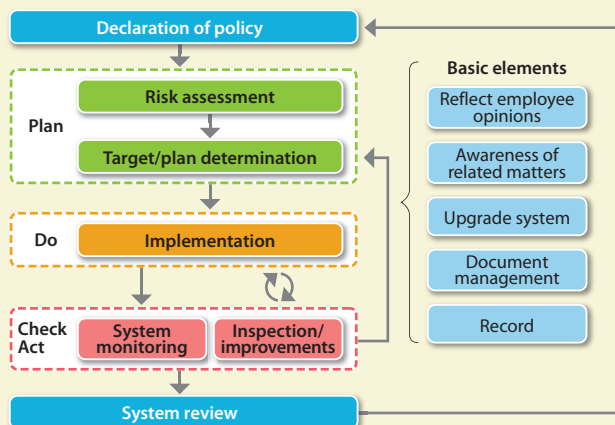 Declaration of policy
Plan
Risk assessment
Target/plan determination
Do
Implementation
Check
Act
System
monitoring
Inspection/
improvements
System review
Basic elements
Reflect employee
opinions
Awareness of
related matters
Upgrade system
Document
management
Record